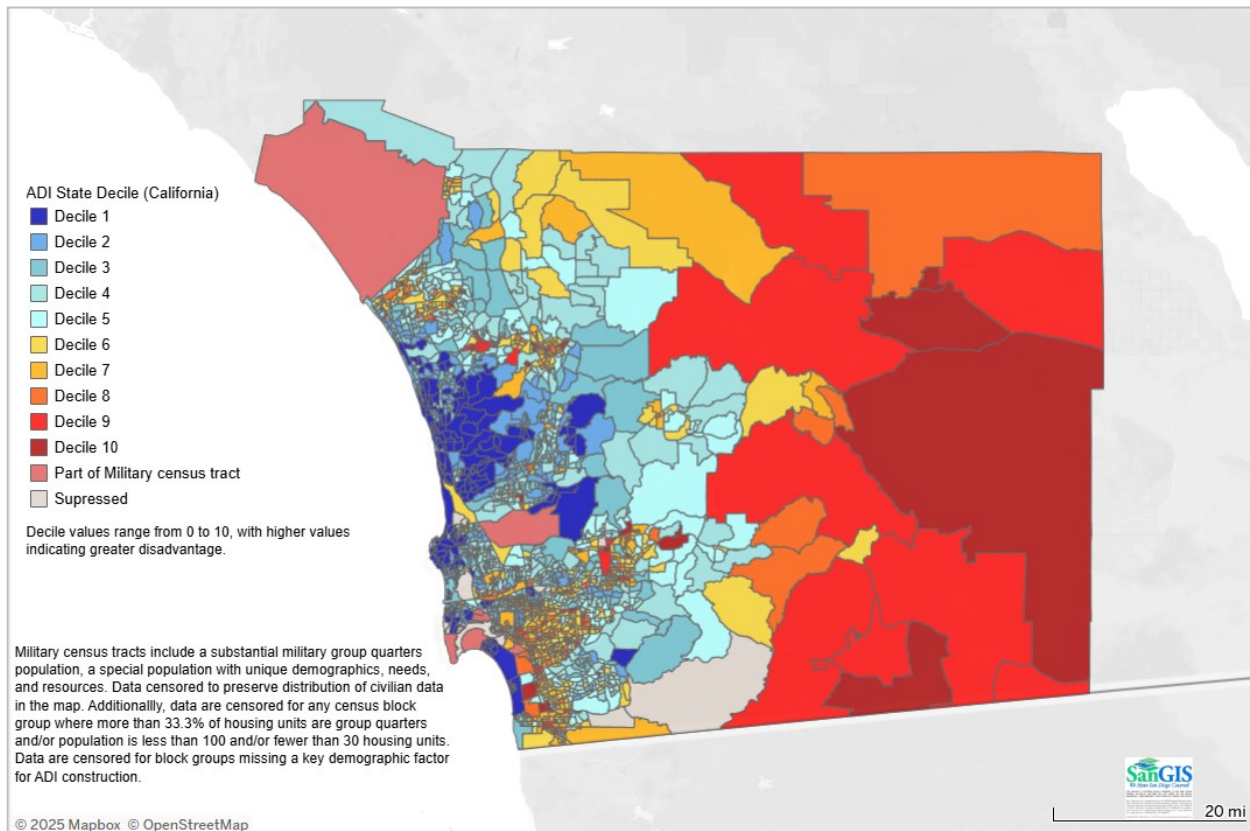 ADI State Decile (California)
Decile 1
Decile 2
Decile 3
Decile 4
Decile 5
Decile 6
Decile 7
Decile 8
Decile 9
Decile 10
Part of Military census tract
Supressed
Decile values range from 0 to 10, with higher values
indicating greater disadvantage.
Military census tracts include a substantial military group quarters
population, a special population with unique demographics, needs,
and resources. Data censored to preserve distribution of civilian data
in the map. Additionallly, data are censored for any census block
group where more than 33.3% of housing units are group quarters
and/or population is less than 100 and/or fewer than 30 housing units.
Data are censored for block groups missing a key demographic factor
for ADI construction.
SanGIS
We Have San Diego Covered!
20 mi
© 2025 Mapbox © OpenStreetMap